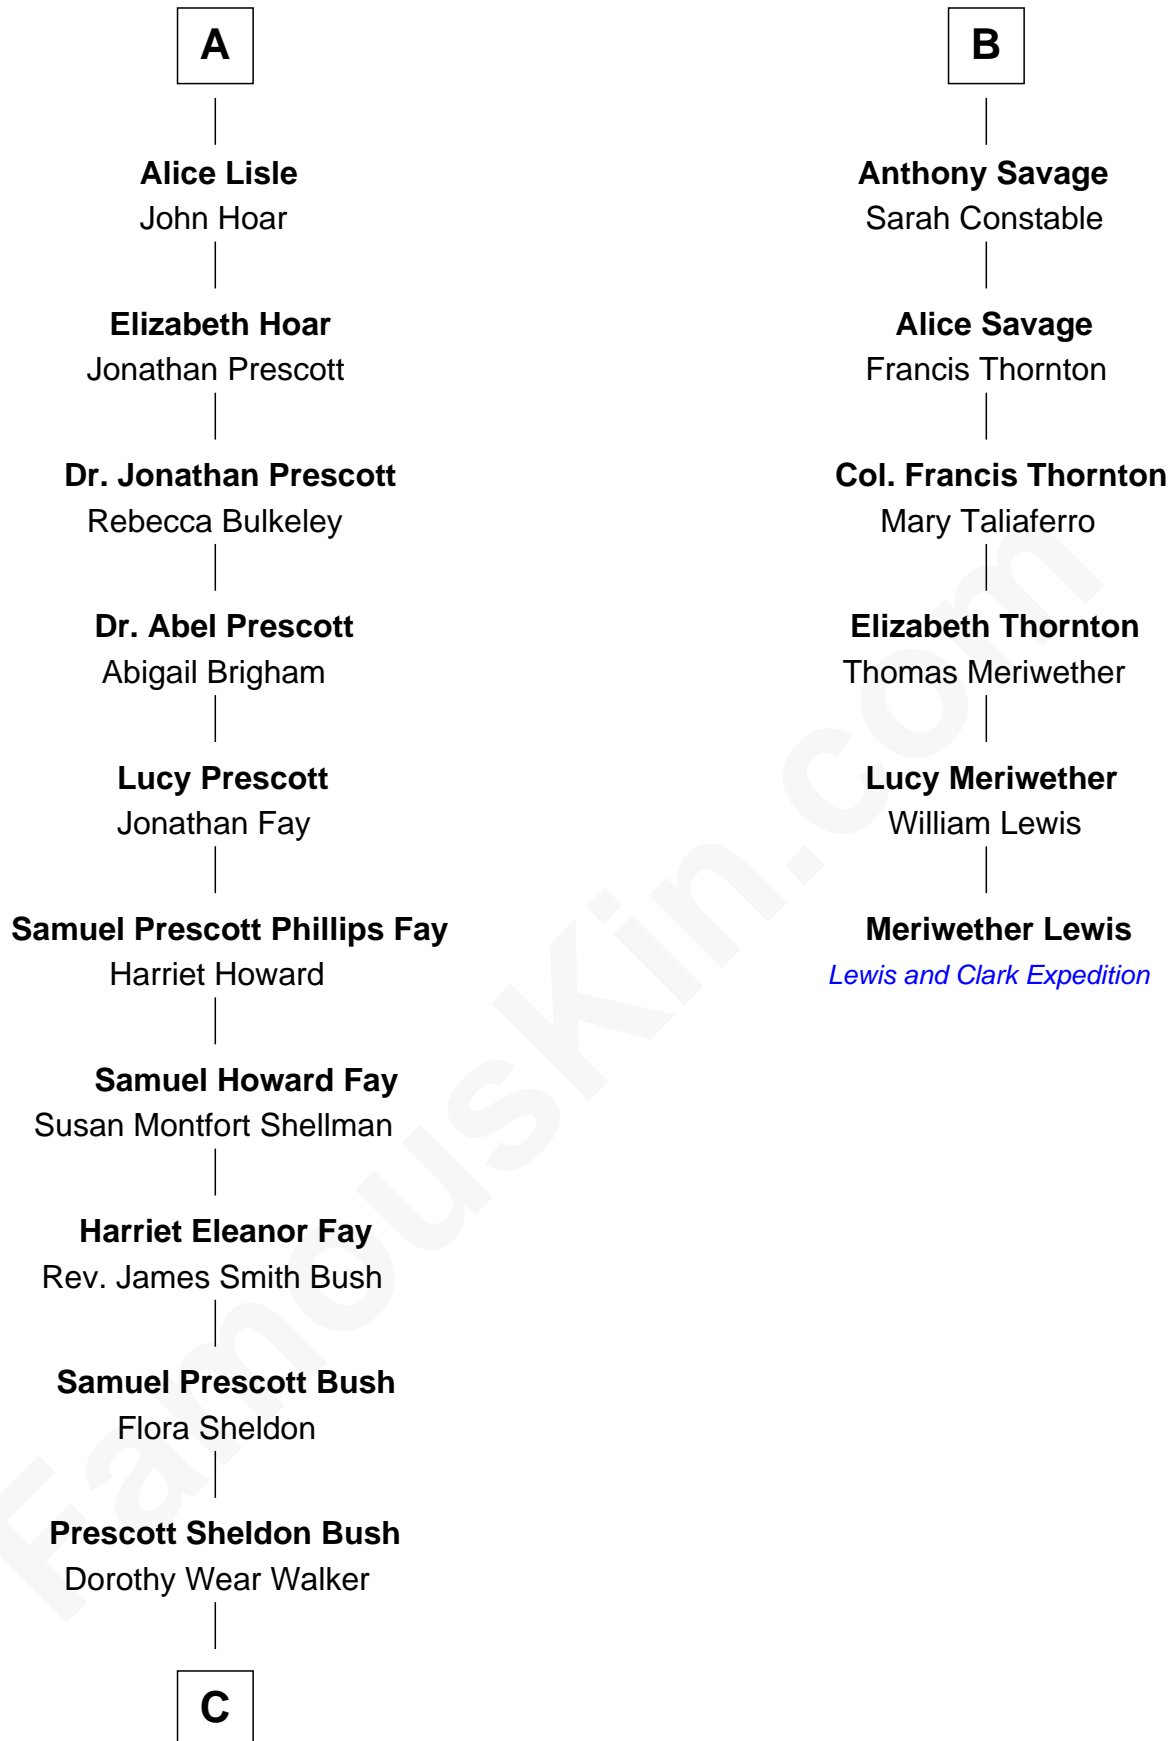 A
Alice Lisle
John Hoar
Elizabeth Hoar
Jonathan Prescott
Dr. Jonathan Prescott
Rebecca Bulkeley
Dr. Abel Prescott
Abigail Brigham
Lucy Prescott
Jonathan Fay
Samuel Prescott Phillips Fay
Harriet Howard
Samuel Howard Fay
Susan Montfort Shellman
Harriet Eleanor Fay
Rev. James Smith Bush
Samuel Prescott Bush
Flora Sheldon
Prescott Sheldon Bush
Dorothy Wear Walker
C
B
Anthony Savage
Sarah Constable
Alice Savage
Francis Thornton
Col. Francis Thornton
Mary Taliaferro
Elizabeth Thornton
Thomas Meriwether
Lucy Meriwether
William Lewis
Meriwether Lewis
Lewis and Clark Expedition
FamousKin.com